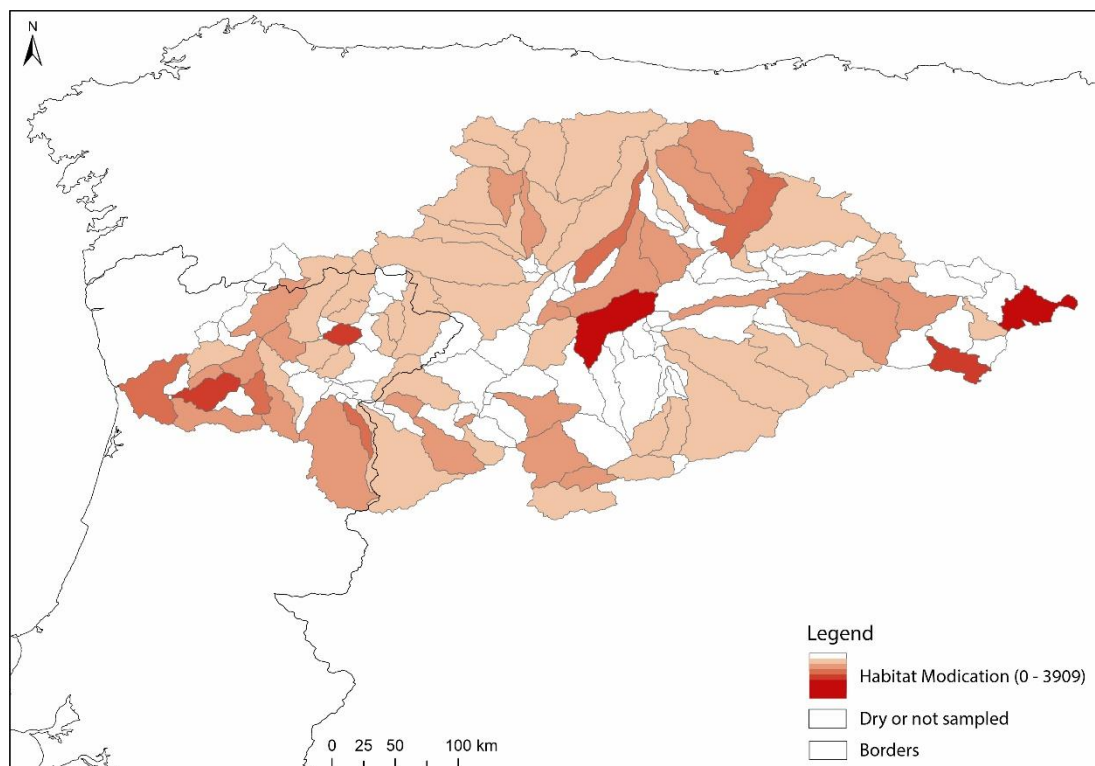 N
Legend
Habitat Modication (0 - 3909)
Dry or not sampled
Borders
0 25 50 100 km